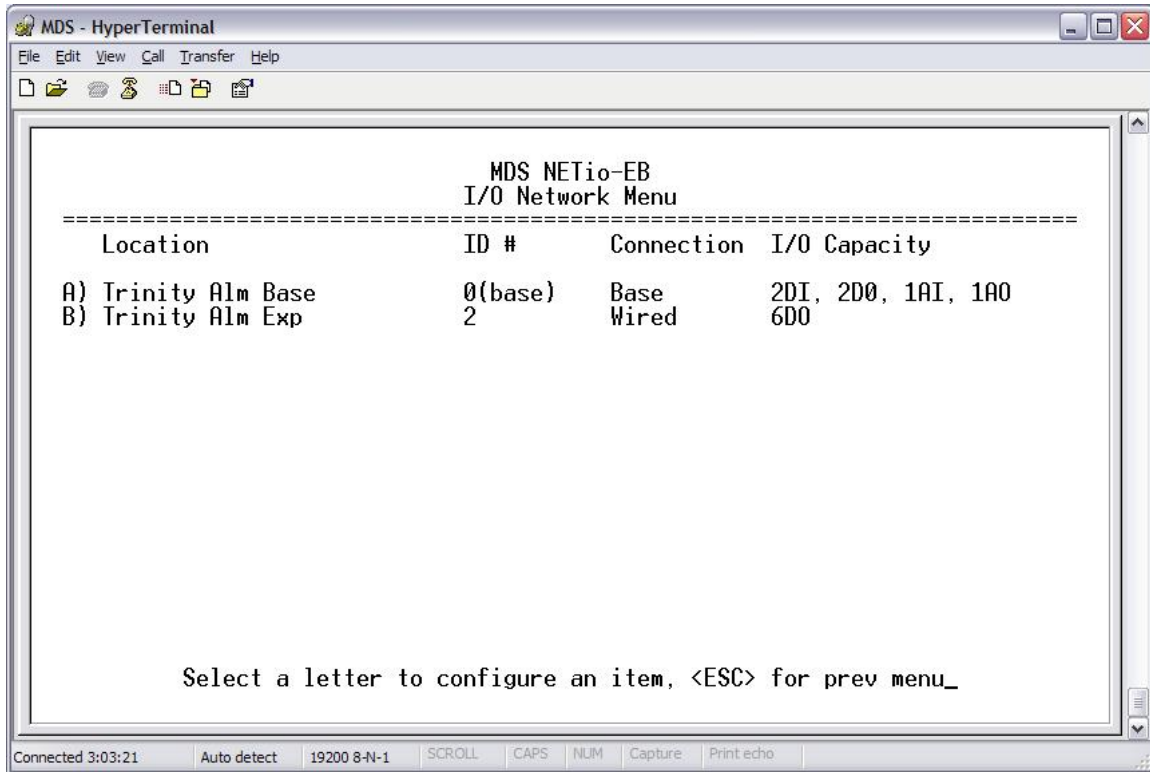 MDS - HyperTerminal
File Edit View Call Transfer Help
MDS NETio-EB
I/O Network Menu
==========================================================================
Location ID # Connection I/O Capacity
A) Trinity Alm Base 0(base) Base 2DI, 2DO, 1AI, 1AO
B) Trinity Alm Exp 2 Wired 6DO
Select a letter to configure an item, <ESC> for prev menu_
Connected 3:03:21 Auto detect 19200 8-N-1 SCROLL CAPS NUM Capture Print echo